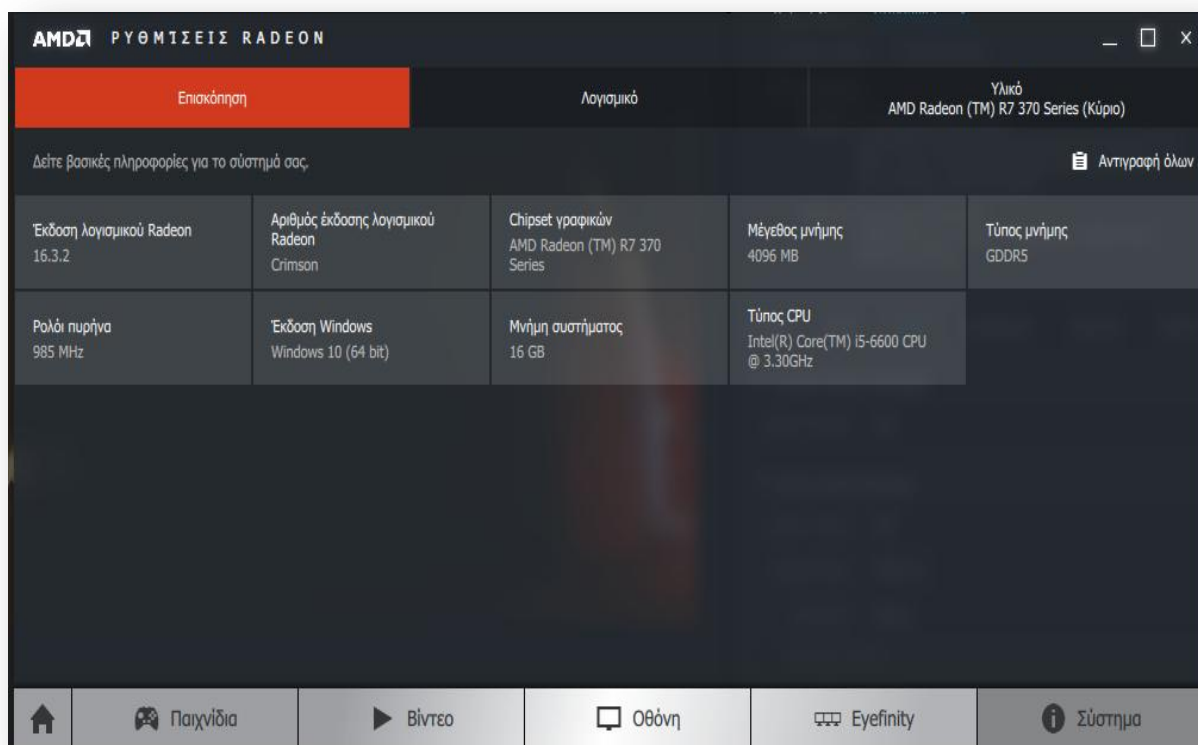 AMD ΡΥΘΜΊΣΕΙΣ RADEON
Επισκόπηση
Λογισμικό
Υλικό
AMD Radeon (TM) R7 370 Series (Κύριο)
Δείτε βασικές πληροφορίες για το σύστημά σας.
Αντιγραφή όλων
Έκδοση λογισμικού Radeon
16.3.2
Αριθμός έκδοσης λογισμικού
Radeon
Crimson
Chipset γραφικών
AMD Radeon (TM) R7 370
Series
Μέγεθος μνήμης
4096 MB
Τύπος μνήμης
GDDR5
Ρολόι πυρήνα
985 MHz
Έκδοση Windows
Windows 10 (64 bit)
Μνήμη συστήματος
16 GB
Τύπος CPU
Intel(R) Core(TM) i5-6600 CPU
@ 3.30GHz
Παιχνίδια
Βίντεο
Οθόνη
Eyefinity
Σύστημα